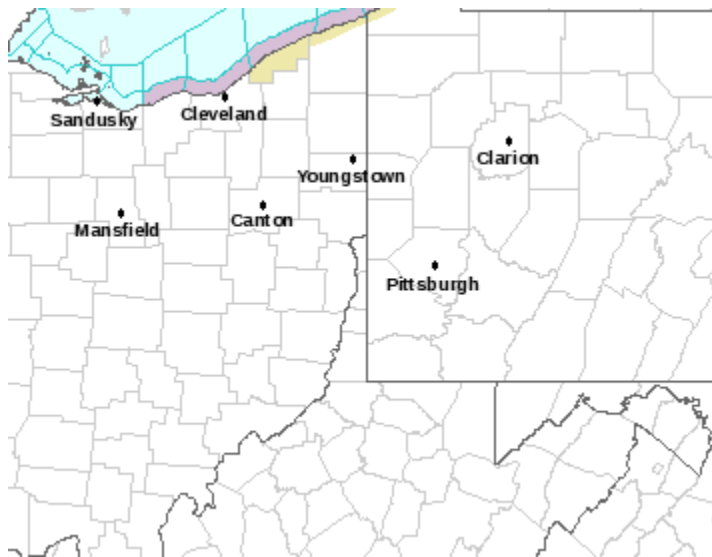 Sandusky
Cleveland
Clarion
Youngstown
Mansfield
Canton
Pittsburgh